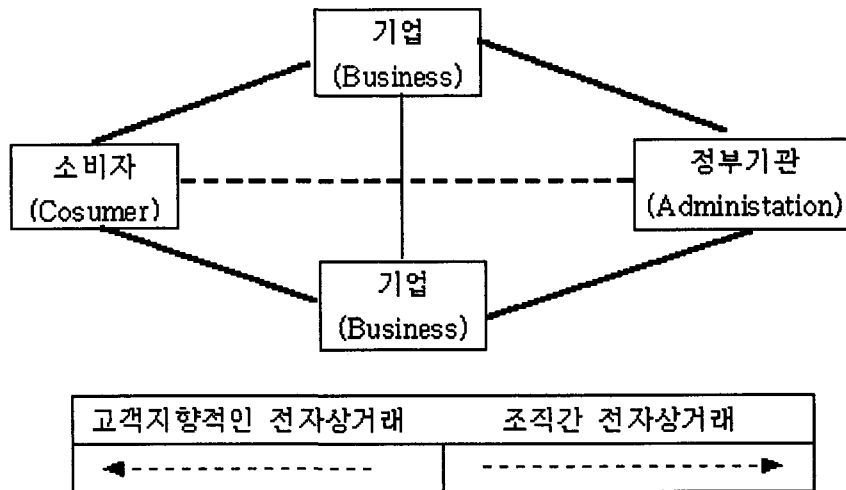 기업
(Business)
소비자
(Cosumer)
정부기관
(Administation)
기업
(Business)
고객지향적인 전자상거래 조직간 전자상거래